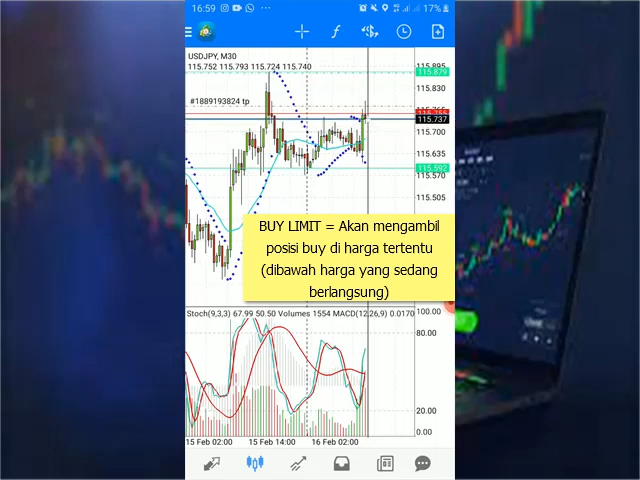 16:59
17%
USDJPY, M30
115.752 115.793 115.724 115.740
115.895
115.879
115.830
#1889193824 tp
115.737
115.700
115.635
115.592
115.570
115.505
BUY LIMIT = Akan mengambil
posisi buy di harga tertentu
(dibawah harga yang sedang
berlangsung)
Stoch(9,3,3) 67.99 50.50 Volumes 1554 MACD(12,26,9) 0.0170
100.00
80.00
20.00
0.00
15 Feb 02:00 15 Feb 14:00 16 Feb 02:00